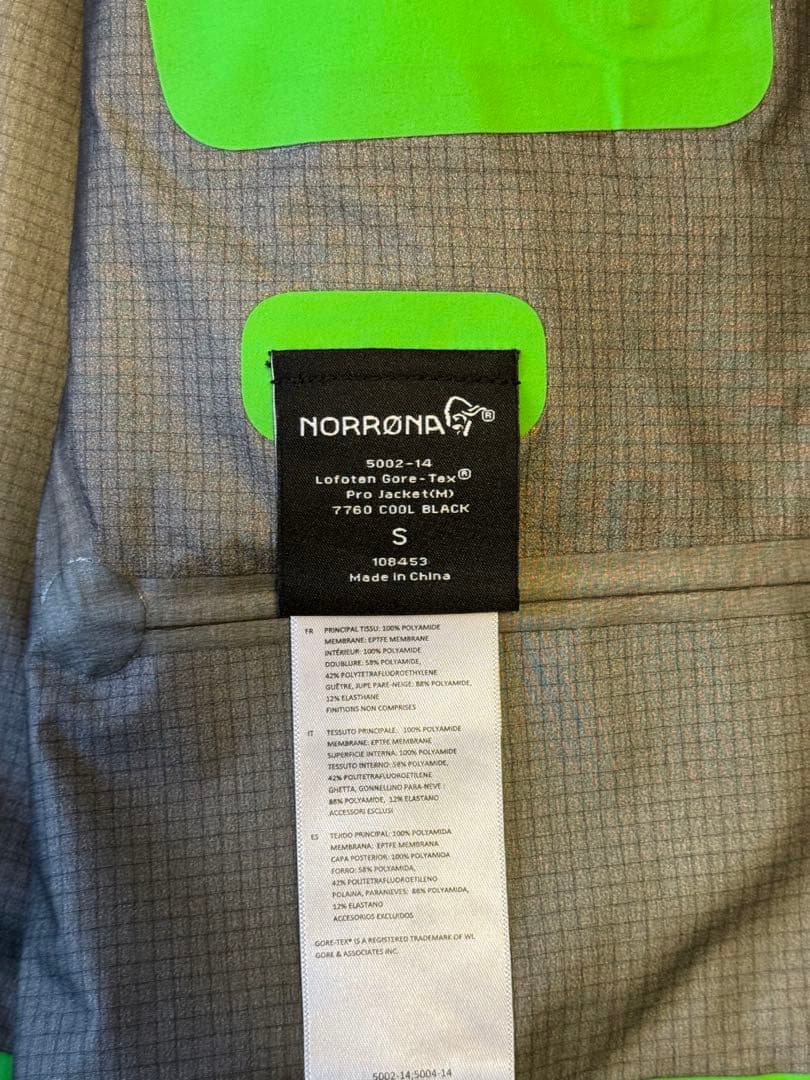 NORRØNA®
5002-14
Lofoten Gore-Tex®
Pro Jacket(M)
7760 COOL BLACK
S
108453
Made in China
FR PRINCIPAL TISSU: 100% POLYAMIDE
MEMBRANE: EPTFE MEMBRANE
INTÉRIEUR: 100% POLYAMIDE
DOUBLURE: 58% POLYAMIDE,
42% POLYTETRAFLUOROETHYLENE
GUÊTRE, JUPE PARE-NEIGE: 88% POLYAMIDE,
12% ELASTHANE
FINITIONS NON COMPRISES
IT TESSUTO PRINCIPALE: 100% POLYAMIDE
MEMBRANE: EPTFE MEMBRANE
SUPERFICIE INTERNA: 100% POLYAMIDE
TESSUTO INTERNO: 58% POLYAMIDE,
42% POLITETRAFLUOROETILENE
GHETTA, GONNELLINO PARA-NEVE :
88% POLYAMIDE, 12% ELASTANO
ACCESSORI ESCLUSI
ES TEJIDO PRINCIPAL: 100% POLYAMIDA
MEMBRANA: EPTFE MEMBRANA
CAPA POSTERIOR: 100% POLYAMIDA
FORRO: 58% POLYAMIDA,
42% POLITETRAFLUOROETILENO
POLAINA, PARANIEVES: 88% POLYAMIDA,
12% ELASTANO
ACCESORIOS EXCLUIDOS
GORE-TEX® IS A REGISTERED TRADEMARK OF WL
GORE & ASSOCIATES INC.
5002-14;5004-14